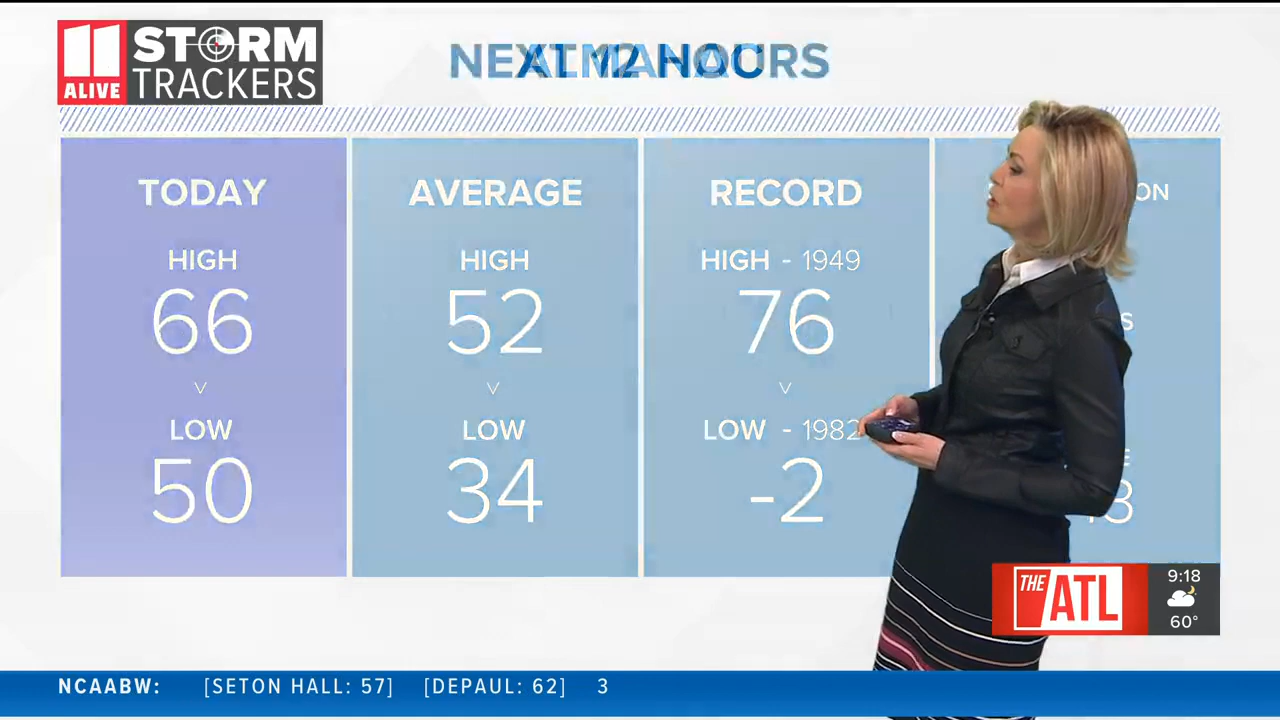 11 ALIVE
STORM
TRACKERS
TODAY
HIGH
66
LOW
50
AVERAGE
HIGH
52
LOW
34
RECORD
HIGH - 1949
76
LOW - 1982
-2
THE ATL
9:18
60°
NCAABW: [SETON HALL: 57] [DEPAUL: 62] 3